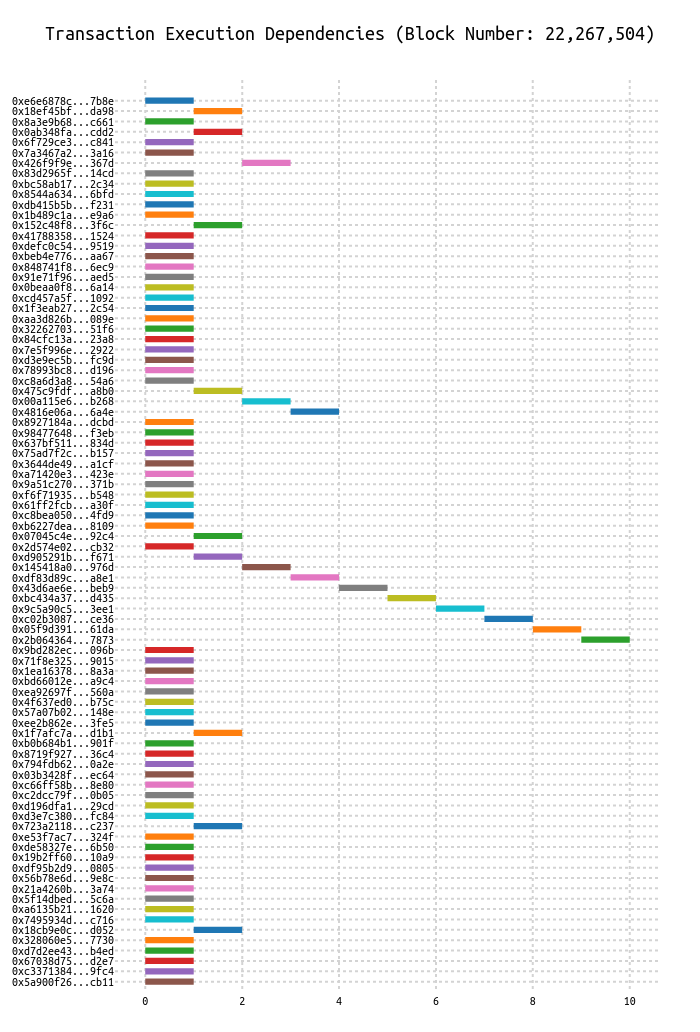 Transaction Execution Dependencies (Block Number: 22,267,504)
0xe6e6878c...7b8e
0x18ef45bf...da98
0x8a3e9b68...c661
0x0ab348fa...cdd2
0x6f729ce3...c841
0x7a3467a2...3a16
0x426f9f9e...367d
0x83d2965f...14cd
0xbc58ab17...2c34
0x8544a634...6bfd
0xdb415b5b...f231
0x1b489c1a...e9a6
0x152c48f8...3f6c
0x41788358...1524
0xdefc0c54...9519
0xbeb4e776...aa67
0x848741f8...6ec9
0x91e71f96...aed5
0x0beaa0f8...6a14
0xcd457a5f...1092
0x1f3eab27...2c54
0xaa3d826b...089e
0x32262703...51f6
0x84cfc13a...23a8
0x7e5f996e...2922
0xd3e9ec5b...fc9d
0x78993bc8...d196
0xc8a6d3a8...54a6
0x475c9fdf...a8b0
0x00a115e6...b268
0x4816e06a...6a4e
0x8927184a...dcbd
0x98477648...f3eb
0x637bf511...834d
0x75ad7f2c...b157
0x3644de49...a1cf
0xa71420e3...423e
0x9a51c270...371b
0xf6f71935...b548
0x61ff2fcb...a30f
0xc8bea050...4fd9
0xb6227dea...8109
0x07045c4e...92c4
0x2d574e02...cb32
0xd905291b...f671
0x145418a0...976d
0xdf83d89c...a8e1
0x43d6ae6e...beb9
0xbc434a37...d435
0x9c5a90c5...3ee1
0xc02b3087...ce36
0x05f9d391...61da
0x2b064364...7873
0x9bd282ec...096b
0x71f8e325...9015
0x1ea16378...8a3a
0xbd66012e...a9c4
0xea92697f...560a
0x4f637ed0...b75c
0x57a07b02...148e
0xee2b862e...3fe5
0x1f7afc7a...d1b1
0xb0b684b1...901f
0x8719f927...36c4
0x794fdb62...0a2e
0x03b3428f...ec64
0xc66ff58b...8e80
0xc2dcc79f...0b05
0xd196dfa1...29cd
0xd3e7c380...fc84
0x723a2118...c237
0xe53f7ac7...324f
0xde58327e...6b50
0x19b2ff60...10a9
0xdf95b2d9...0805
0x56b78e6d...9e8c
0x21a4260b...3a74
0x5f14dbed...5c6a
0xa6135b21...1620
0x7495934d...c716
0x18cb9e0c...d052
0x328060e5...7730
0xd7d2ee43...b4ed
0x67038d75...d2e7
0xc3371384...9fc4
0x5a900f26...cb11
0 2 4 6 8 10